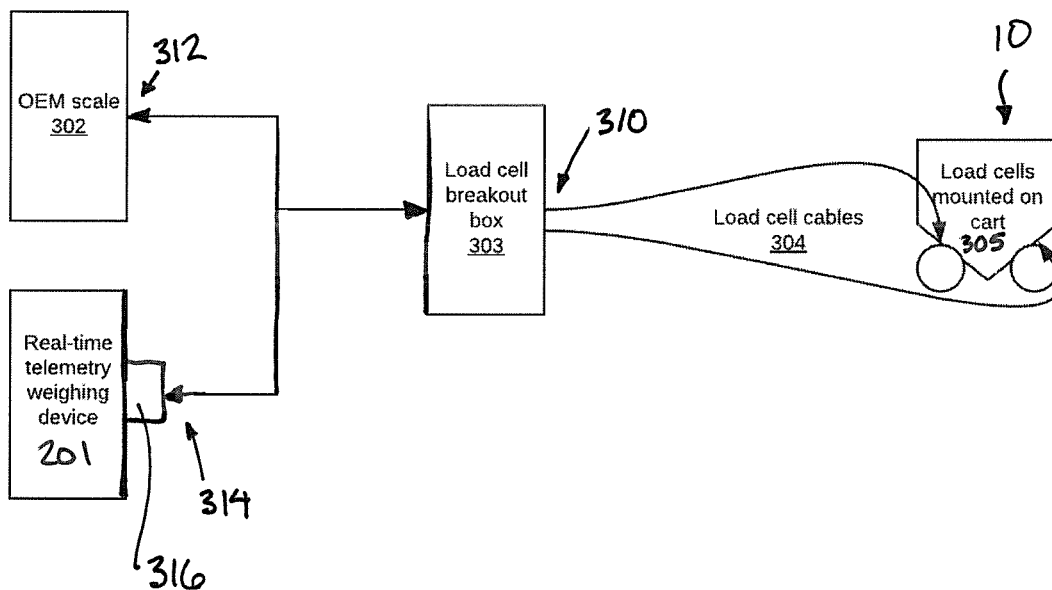 312
OEM scale
302
310
Load cell
breakout
box
303
Load cell cables
304
10
Load cells
mounted on
cart
305
Real-time
telemetry
weighing
device
201
314
316